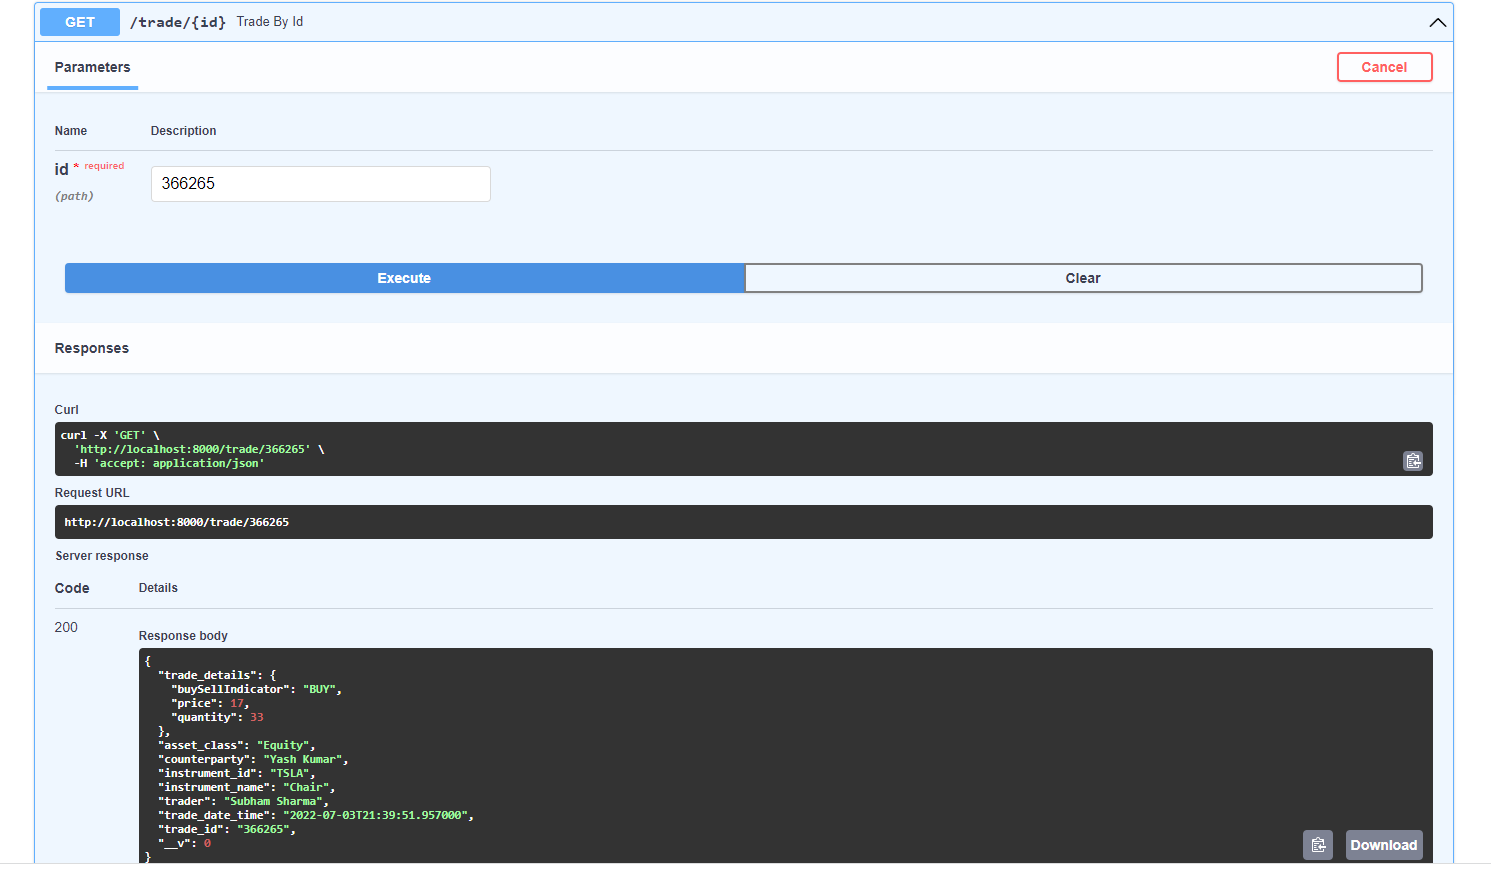 GET /trade/{id} Trade By Id
Parameters
Cancel
Name Description
id * required
366265
(path)
Execute Clear
Responses
Curl
curl -X 'GET' \
  'http://localhost:8000/trade/366265' \
  -H 'accept: application/json'
Request URL
http://localhost:8000/trade/366265
Server response
Code Details
200
Response body
{
  "trade_details": {
    "buySellIndicator": "BUY",
    "price": 17,
    "quantity": 33
  },
  "asset_class": "Equity",
  "counterparty": "Yash Kumar",
  "instrument_id": "TSLA",
  "instrument_name": "Chair",
  "trader": "Subham Sharma",
  "trade_date_time": "2022-07-03T21:39:51.957000",
  "trade_id": "366265",
  "__v": 0
}
Download